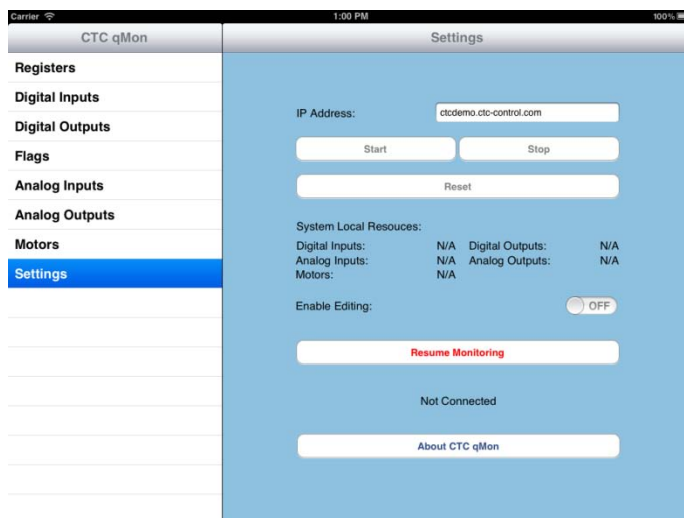 Carrier 1:00 PM 100%
CTC qMon
Registers
Digital Inputs
Digital Outputs
Flags
Analog Inputs
Analog Outputs
Motors
Settings
Settings
IP Address: ctcdemo.ctc-control.com
Start Stop
Reset
System Local Resouces:
Digital Inputs: N/A Digital Outputs: N/A
Analog Inputs: N/A Analog Outputs: N/A
Motors: N/A
Enable Editing: OFF
Resume Monitoring
Not Connected
About CTC qMon